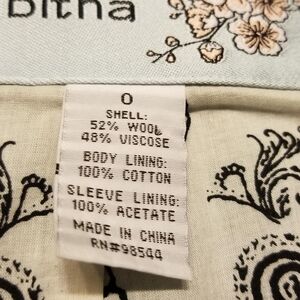 bitha
0
SHELL:
52% WOOL
48% VISCOSE
BODY LINING:
100% COTTON
SLEEVE LINING:
100% ACETATE
MADE IN CHINA
RN#98544